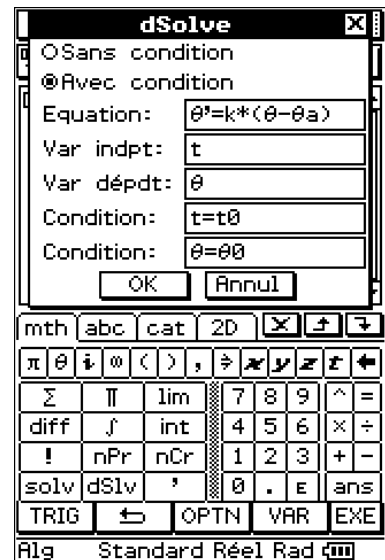 dSolve
Sans condition
Avec condition
Equation: θ'=k*(θ-θa)
Var indpt: t
Var dépdt: θ
Condition: t=t0
Condition: θ=θ0
OK Annul
mth abc cat 2D
π θ i ∞ ( ) , ⇒ x y z t ←
Σ Π lim 7 8 9 ^ =
diff ∫ int 4 5 6 × ÷
! nPr nCr 1 2 3 + −
solv dSlv ' 0 . E ans
TRIG OPTN VAR EXE
Alg Standard Réel Rad